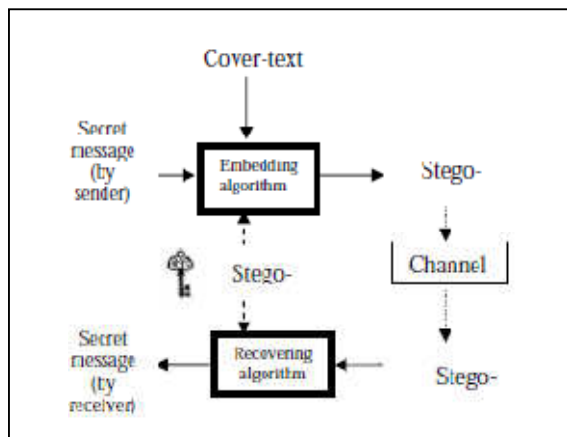 Cover-text
Secret
message
(by
sender)
Embedding
algorithm
Stego-
Channel
Stego-
Stego-
Recovering
algorithm
Secret
message
(by
receiver)